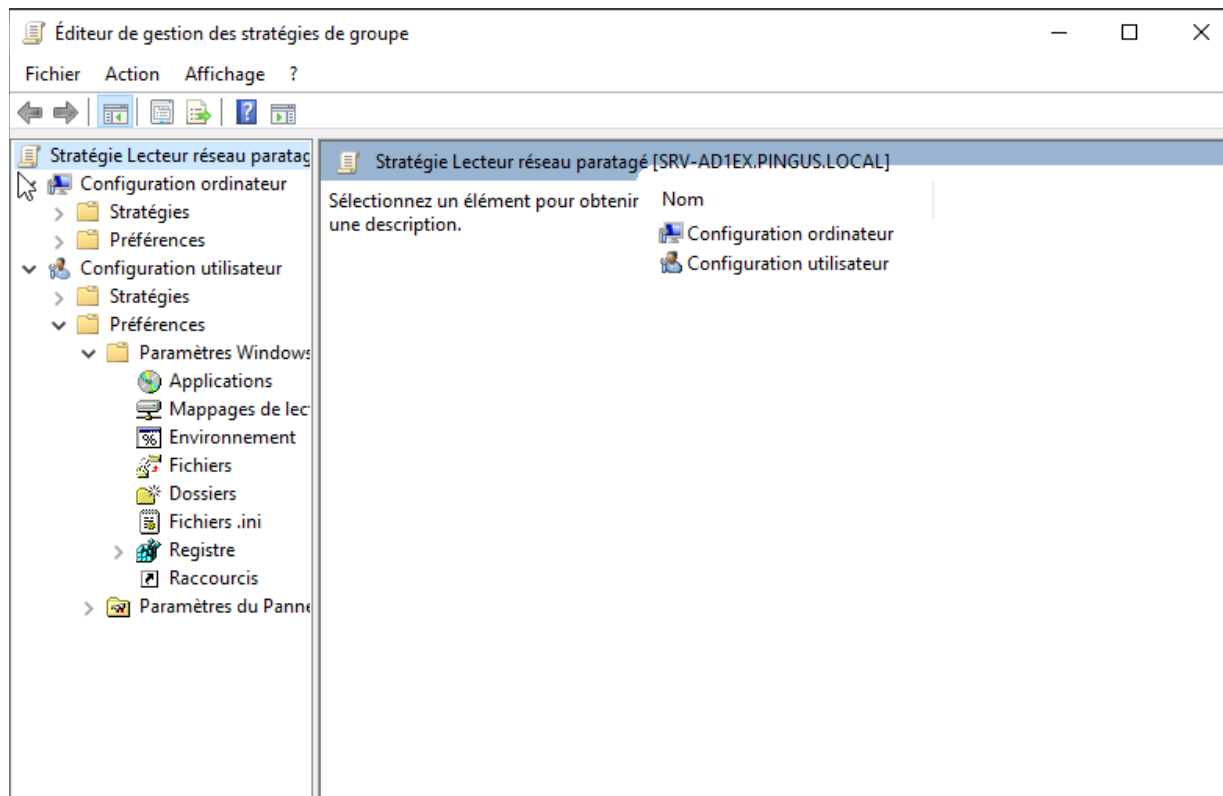 Éditeur de gestion des stratégies de groupe
Fichier Action Affichage ?
Stratégie Lecteur réseau paratag
Configuration ordinateur
Stratégies
Préférences
Configuration utilisateur
Stratégies
Préférences
Paramètres Windows
Applications
Mappages de lec
Environnement
Fichiers
Dossiers
Fichiers .ini
Registre
Raccourcis
Paramètres du Panne
Stratégie Lecteur réseau paratagé [SRV-AD1EX.PINGUS.LOCAL]
Sélectionnez un élément pour obtenir
une description.
Nom
Configuration ordinateur
Configuration utilisateur